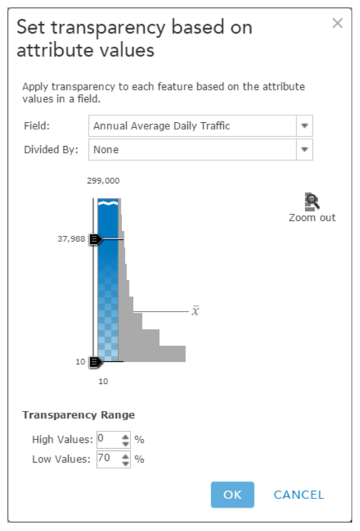 Set transparency based on
attribute values
×
Apply transparency to each feature based on the attribute
values in a field.
Field: Annual Average Daily Traffic
Divided By: None
299,000
Zoom out
37,988
x̄
10
10
Transparency Range
High Values: 0 %
Low Values: 70 %
OK CANCEL